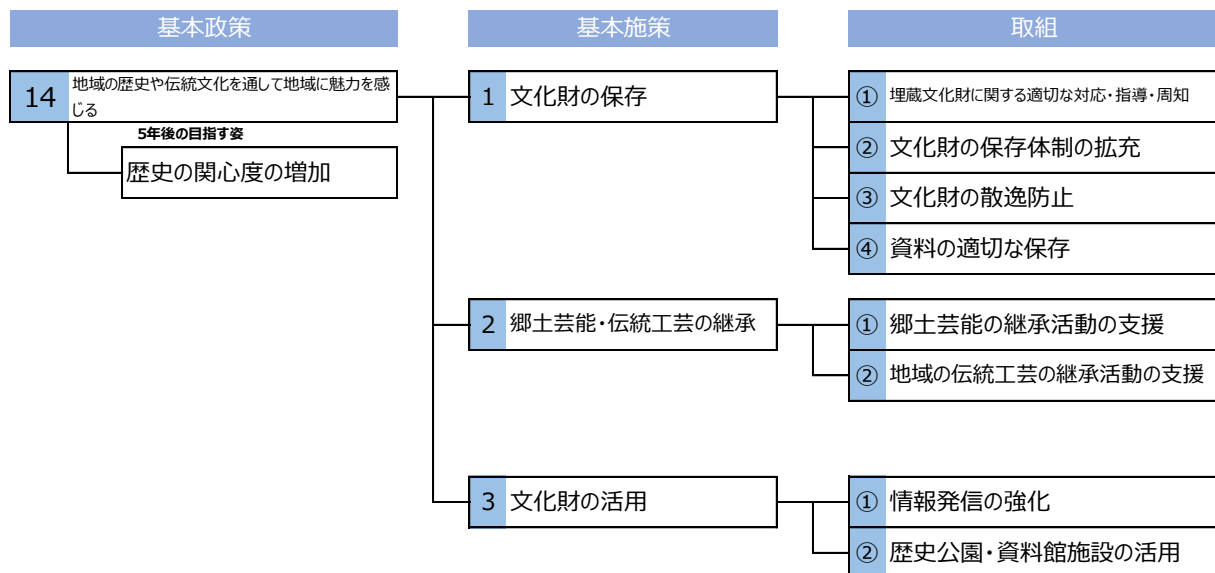 基本政策
基本施策
取組
14 地域の歴史や伝統文化を通して地域に魅力を感
じる
5年後の目指す姿
歴史の関心度の増加
1 文化財の保存
① 埋蔵文化財に関する適切な対応・指導・周知
② 文化財の保存体制の拡充
③ 文化財の散逸防止
④ 資料の適切な保存
2 郷土芸能・伝統工芸の継承
① 郷土芸能の継承活動の支援
② 地域の伝統工芸の継承活動の支援
3 文化財の活用
① 情報発信の強化
② 歴史公園・資料館施設の活用